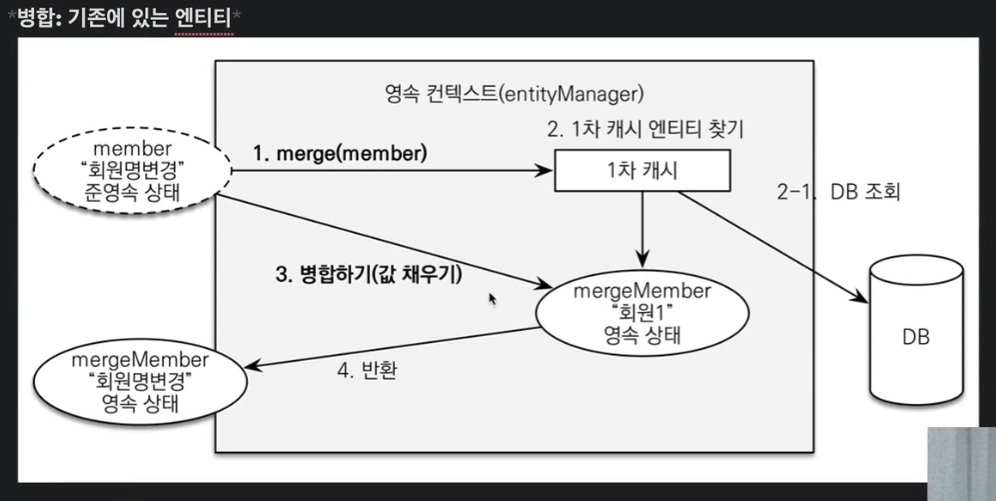 *병합: 기존에 있는 엔티티*
영속 컨텍스트(entityManager)
2. 1차 캐시 엔티티 찾기
member
“회원명변경”
준영속 상태
1. merge(member)
1차 캐시
2-1. DB 조회
3. 병합하기(값 채우기)
mergeMember
“회원1”
영속 상태
DB
mergeMember
“회원명변경”
영속 상태
4. 반환